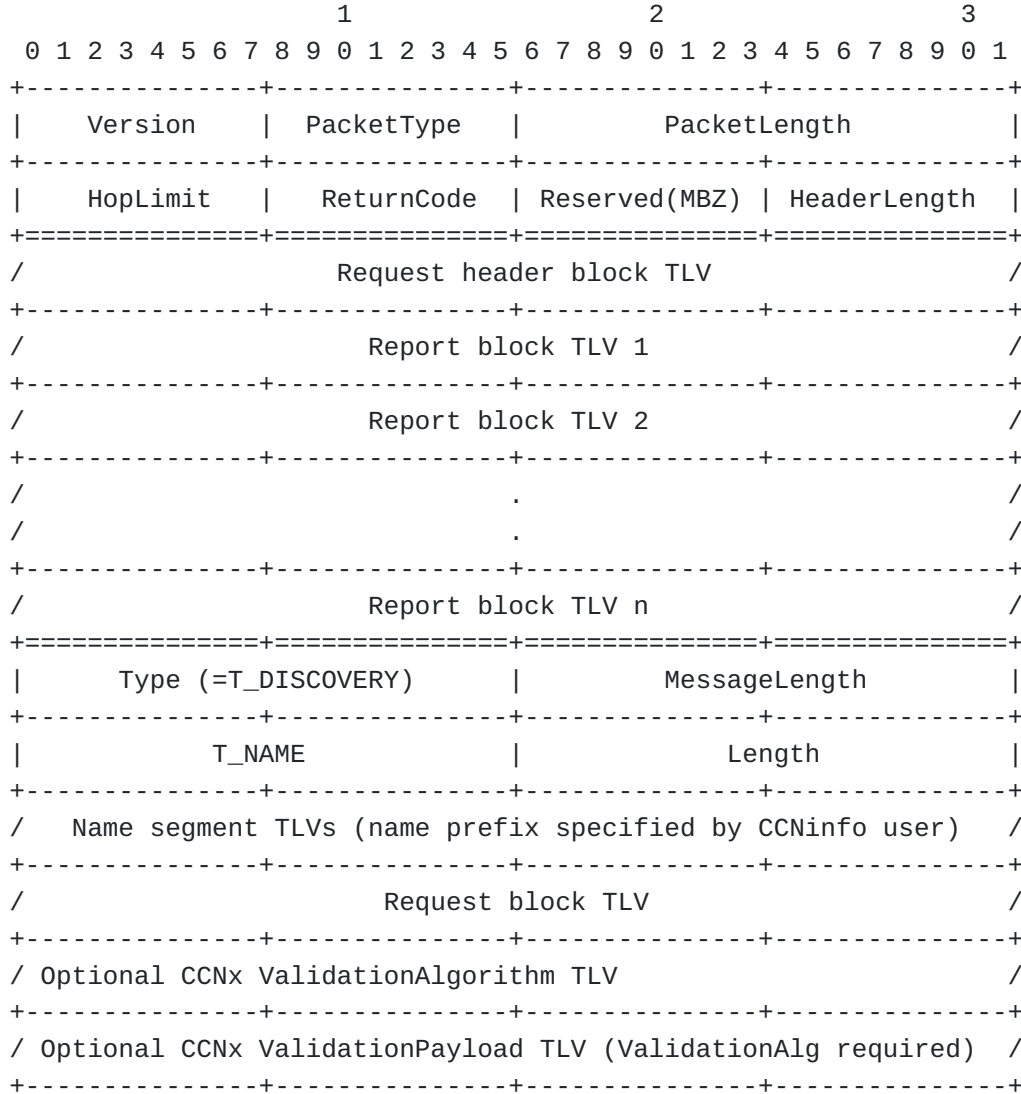 1                   2                   3
 0 1 2 3 4 5 6 7 8 9 0 1 2 3 4 5 6 7 8 9 0 1 2 3 4 5 6 7 8 9 0 1
+---------------+---------------+---------------+---------------+
|    Version    |  PacketType   |         PacketLength          |
+---------------+---------------+---------------+---------------+
|    HopLimit   |   ReturnCode  | Reserved(MBZ) | HeaderLength  |
+===============+===============+===============+===============+
/                    Request header block TLV                   /
+---------------+---------------+---------------+---------------+
/                      Report block TLV 1                       /
+---------------+---------------+---------------+---------------+
/                      Report block TLV 2                       /
+---------------+---------------+---------------+---------------+
/                               .                               /
/                               .                               /
+---------------+---------------+---------------+---------------+
/                      Report block TLV n                       /
+===============+===============+===============+===============+
|      Type (=T_DISCOVERY)      |         MessageLength         |
+---------------+---------------+---------------+---------------+
|            T_NAME             |             Length            |
+---------------+---------------+---------------+---------------+
/   Name segment TLVs (name prefix specified by CCNinfo user)   /
+---------------+---------------+---------------+---------------+
/                       Request block TLV                       /
+---------------+---------------+---------------+---------------+
/ Optional CCNx ValidationAlgorithm TLV                         /
+---------------+---------------+---------------+---------------+
/ Optional CCNx ValidationPayload TLV (ValidationAlg required)  /
+---------------+---------------+---------------+---------------+